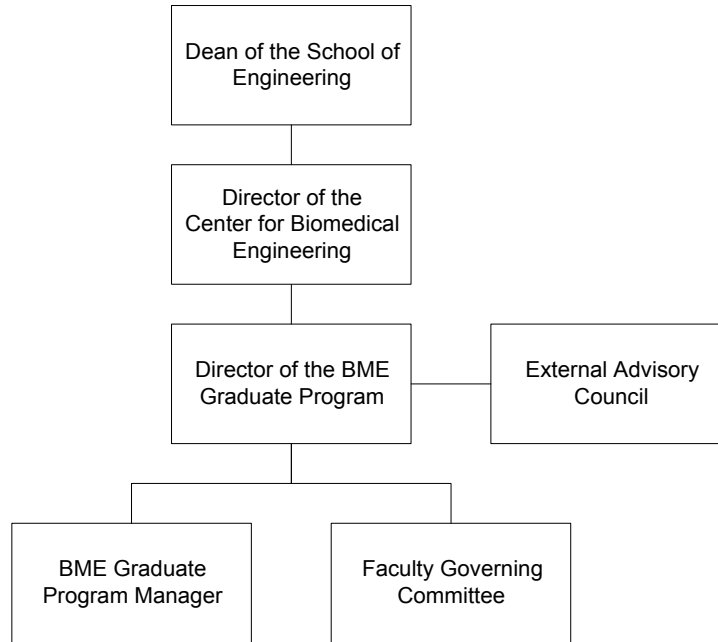 Dean of the School of
Engineering
Director of the
Center for Biomedical
Engineering
Director of the BME
Graduate Program
External Advisory
Council
BME Graduate
Program Manager
Faculty Governing
Committee